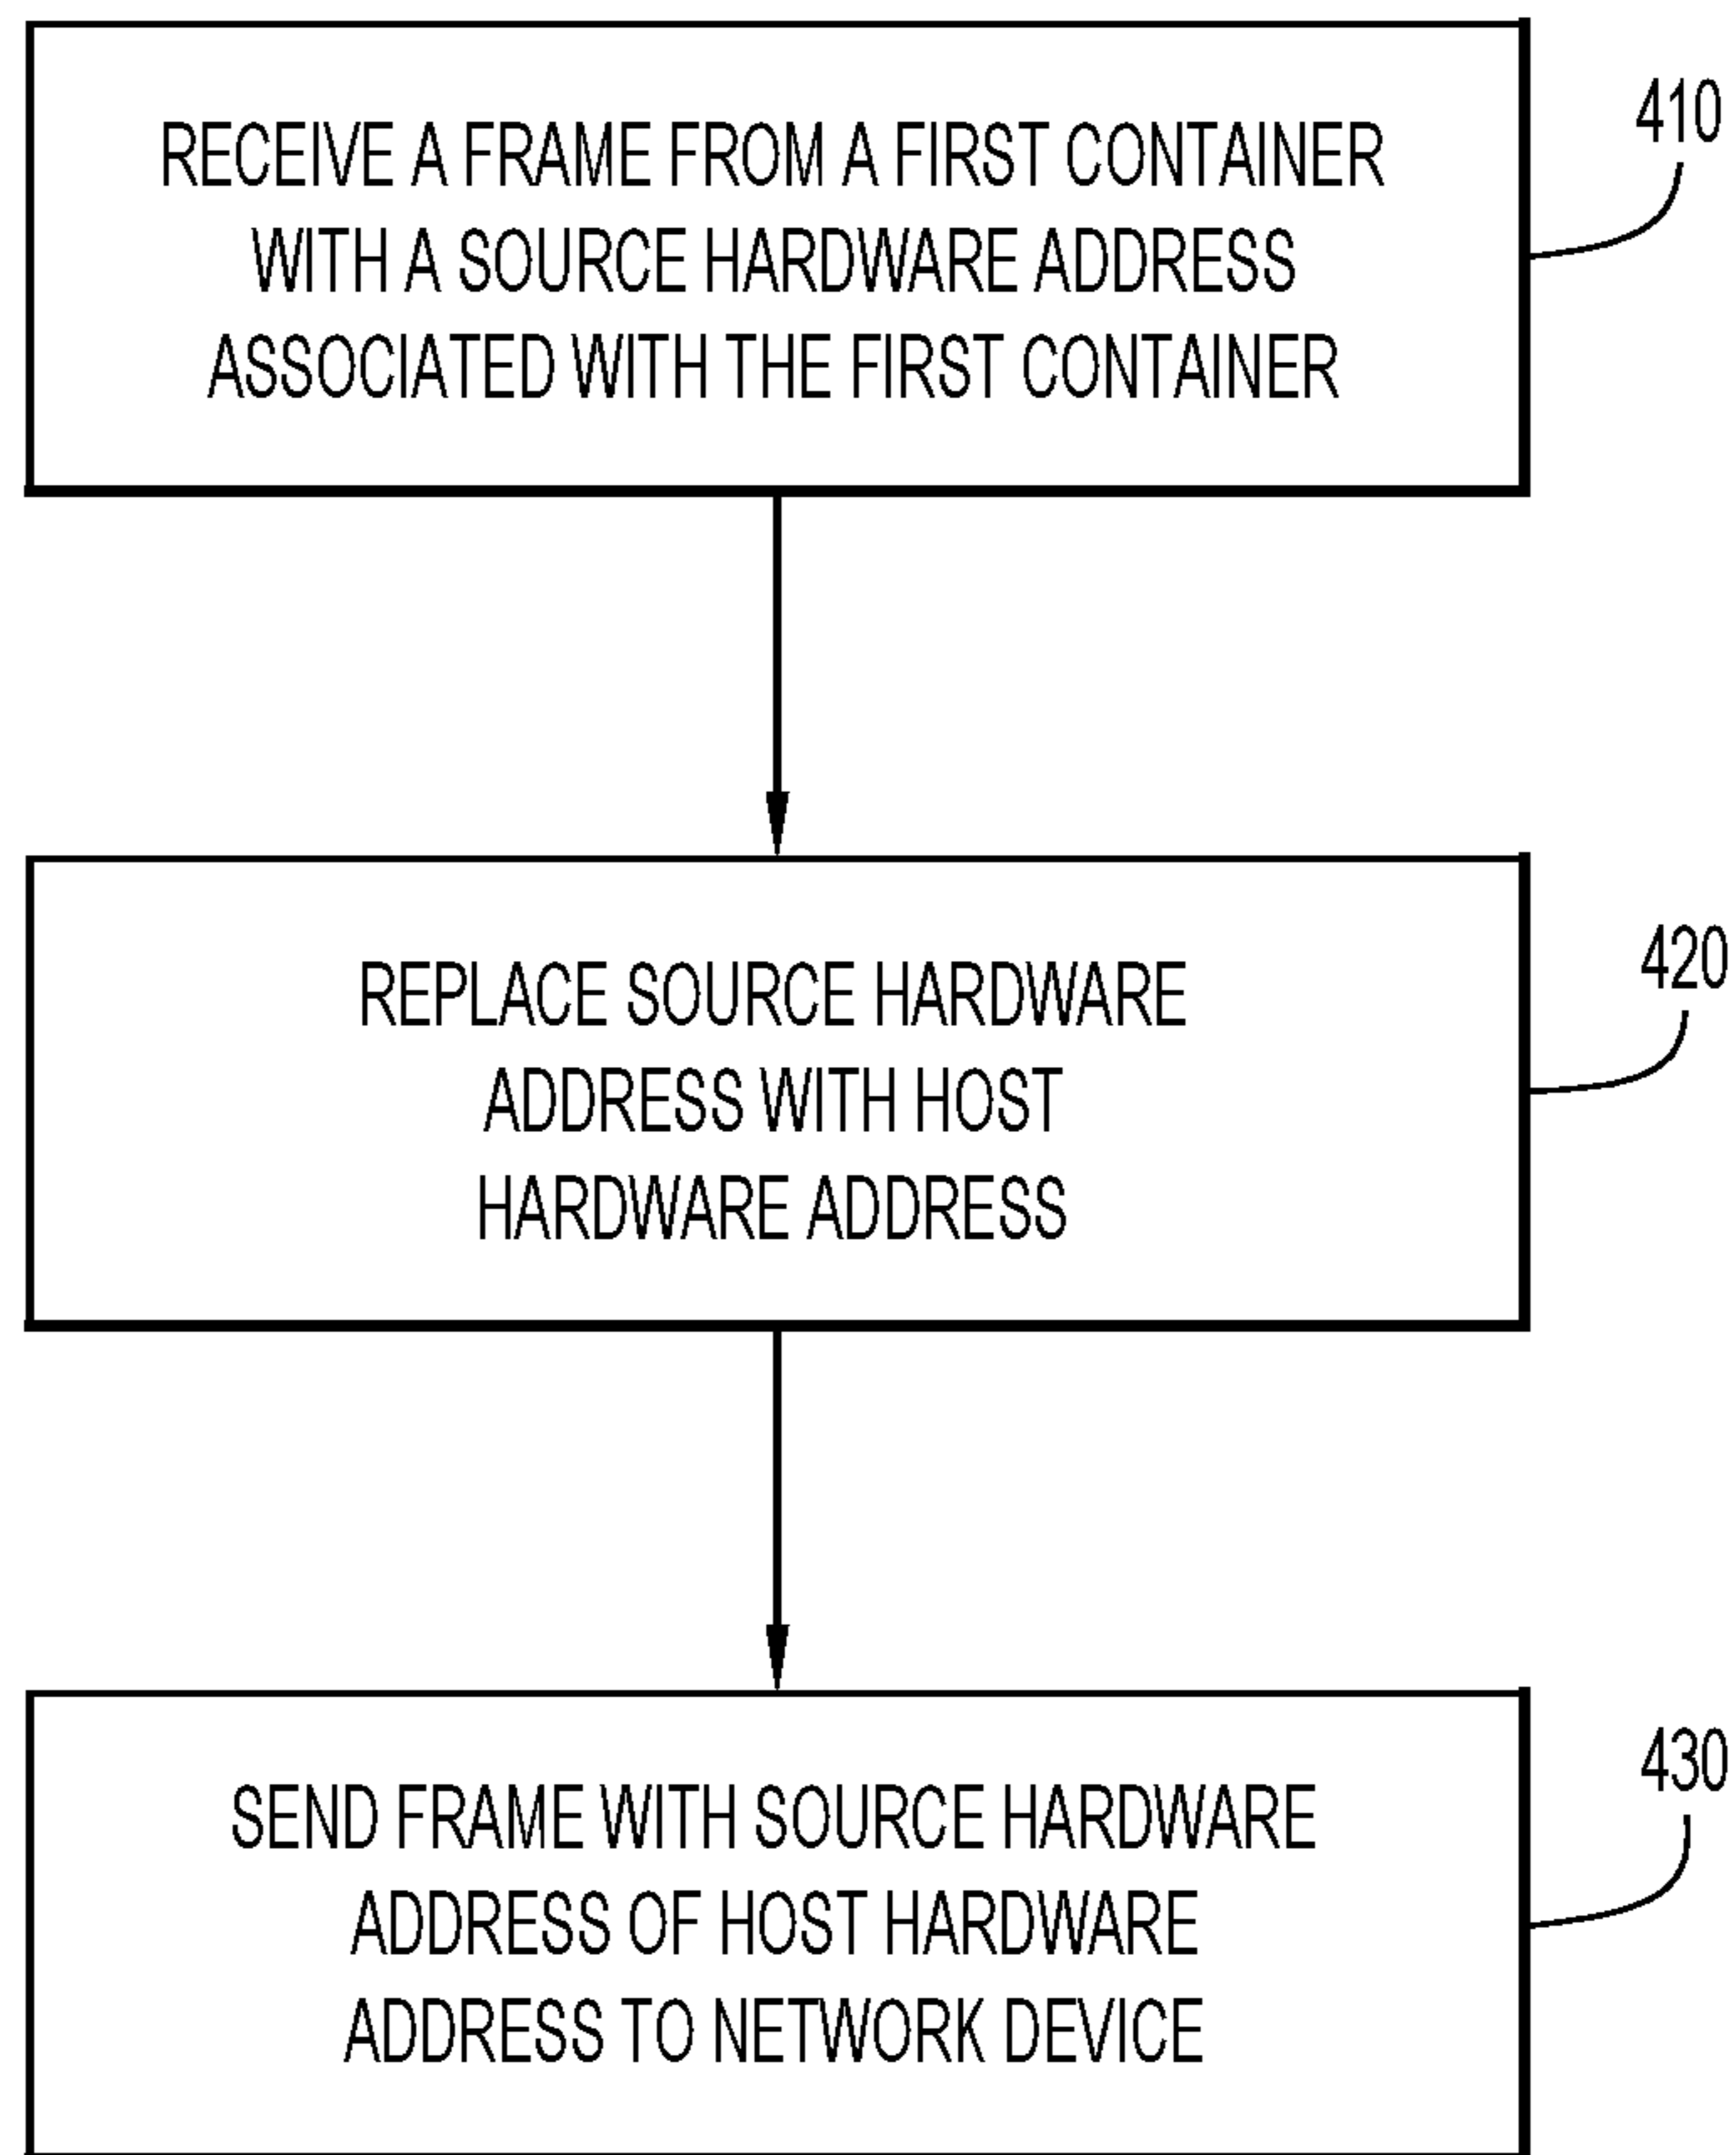 RECEIVE A FRAME FROM A FIRST CONTAINER
WITH A SOURCE HARDWARE ADDRESS
ASSOCIATED WITH THE FIRST CONTAINER
410
REPLACE SOURCE HARDWARE
ADDRESS WITH HOST
HARDWARE ADDRESS
420
SEND FRAME WITH SOURCE HARDWARE
ADDRESS OF HOST HARDWARE
ADDRESS TO NETWORK DEVICE
430